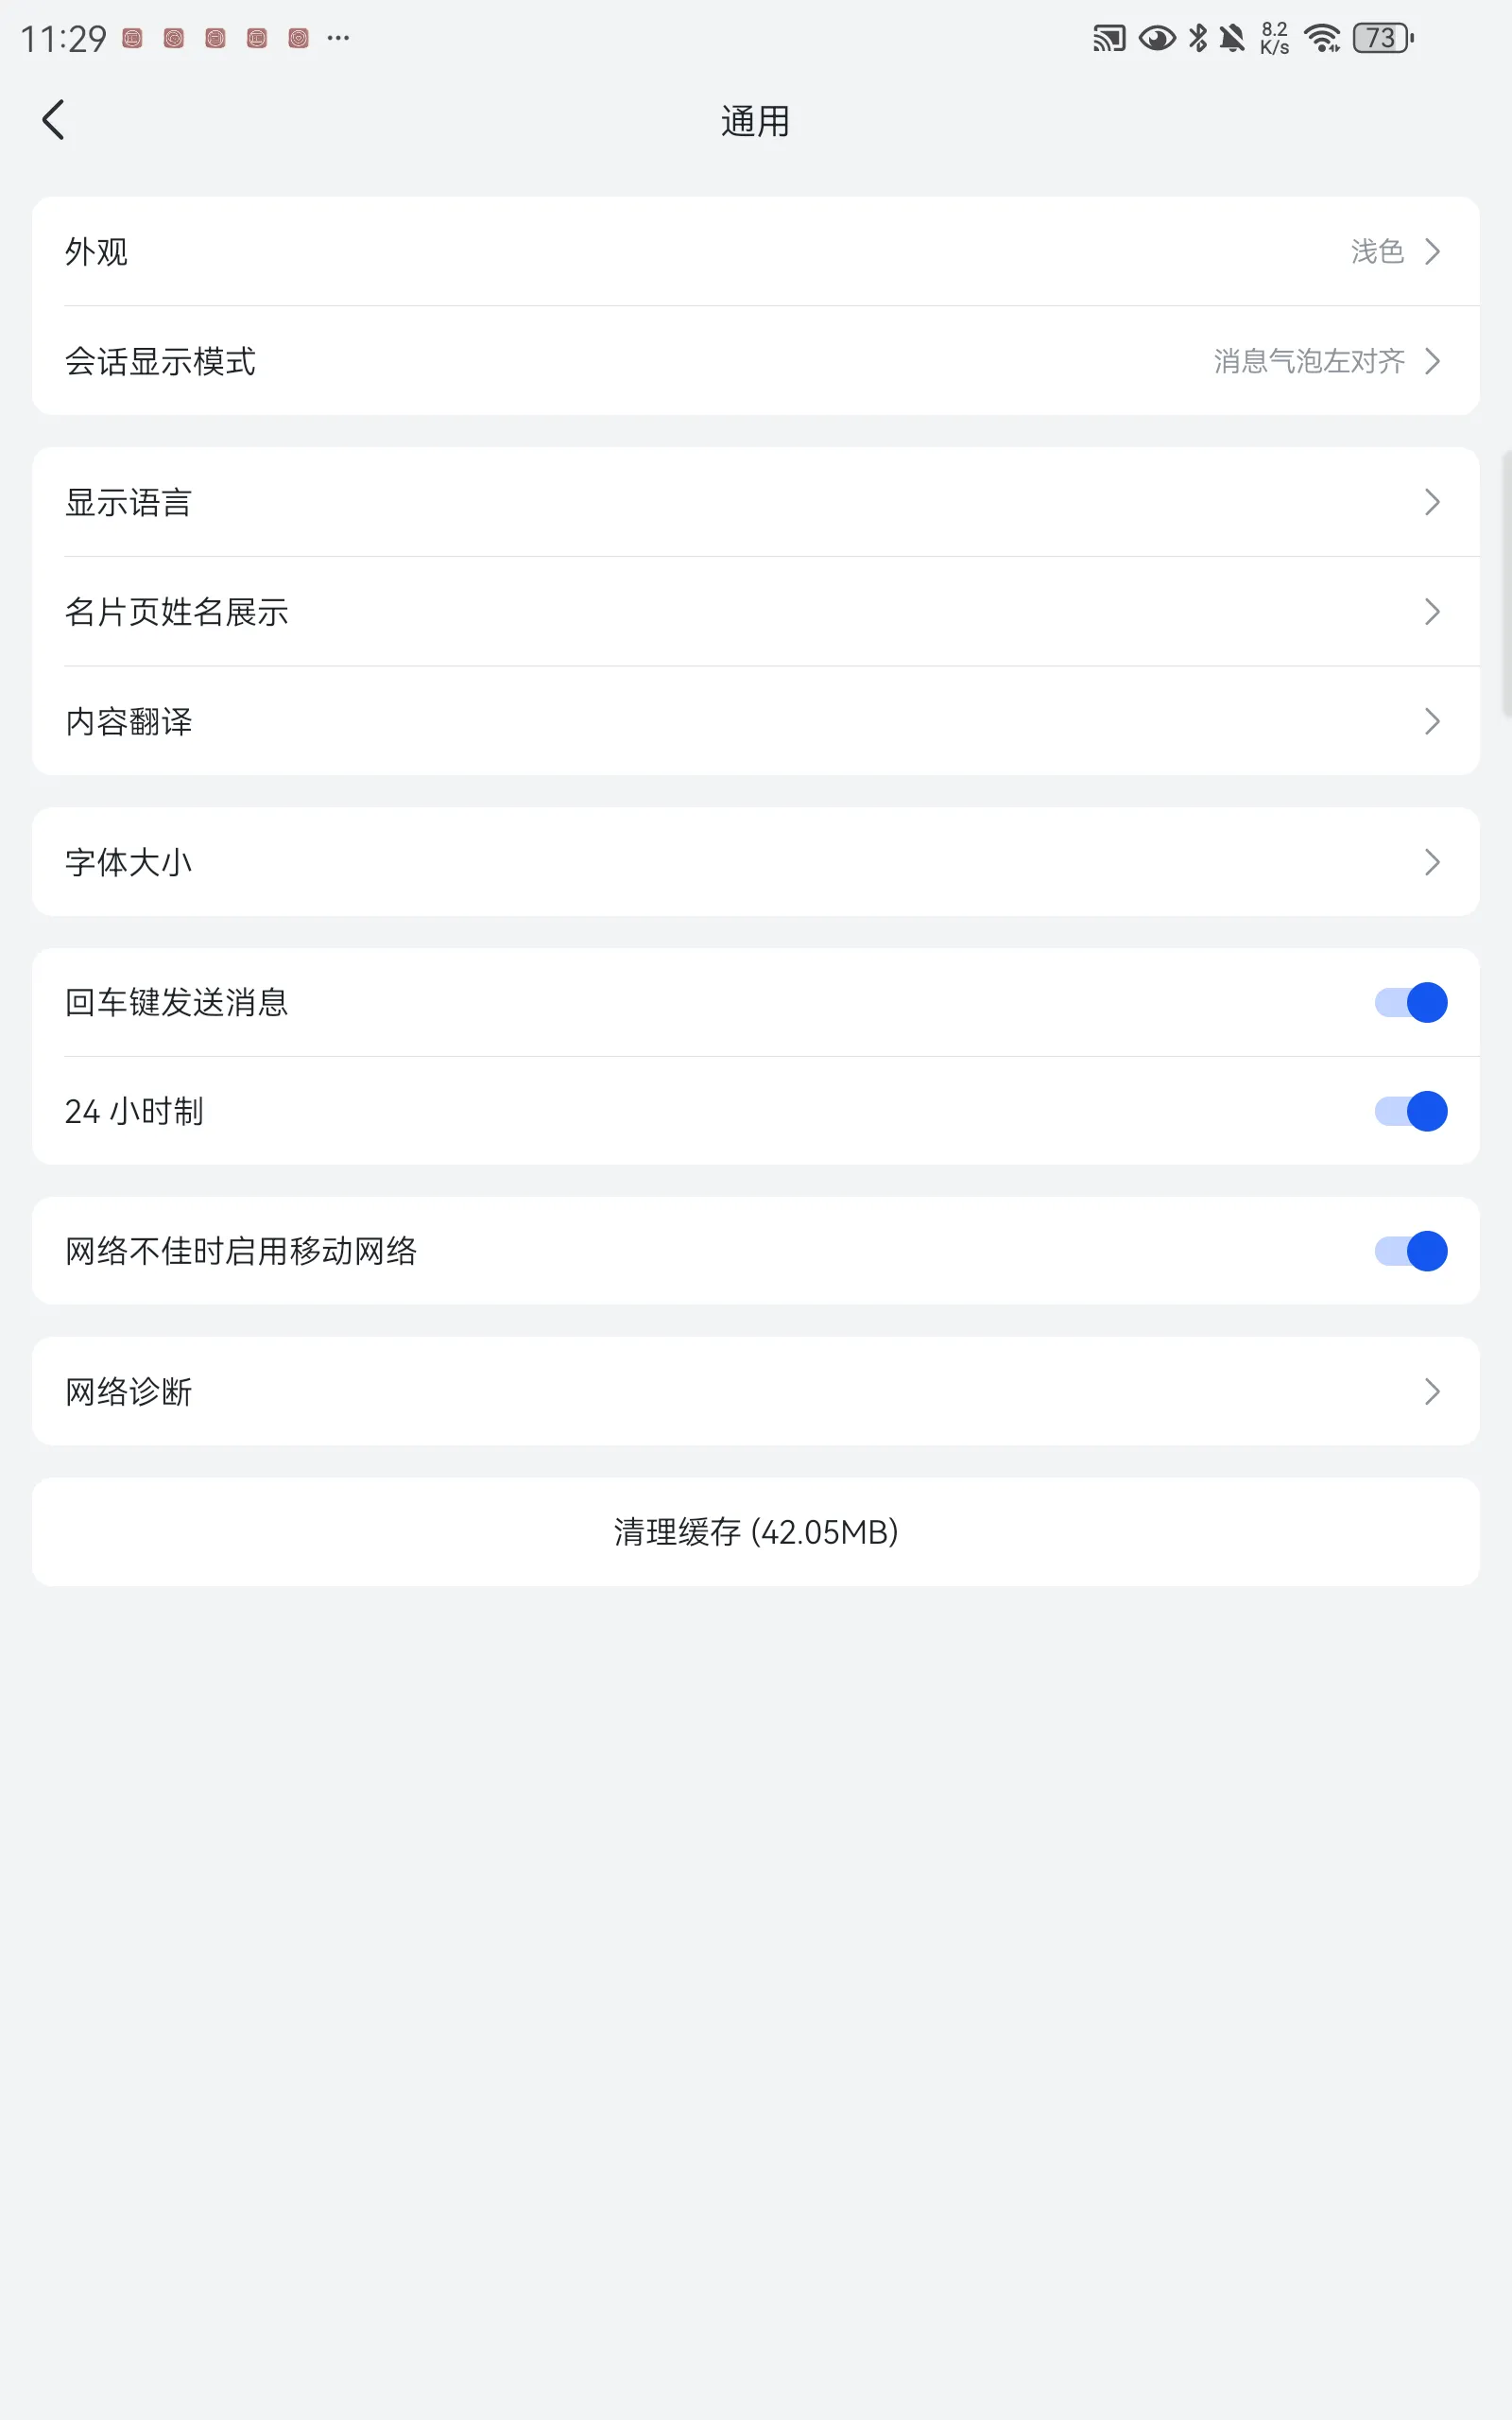 11:29
8.2 K/s
73
通用
外观 浅色
会话显示模式 消息气泡左对齐
显示语言
名片页姓名展示
内容翻译
字体大小
回车键发送消息
24 小时制
网络不佳时启用移动网络
网络诊断
清理缓存 (42.05MB)